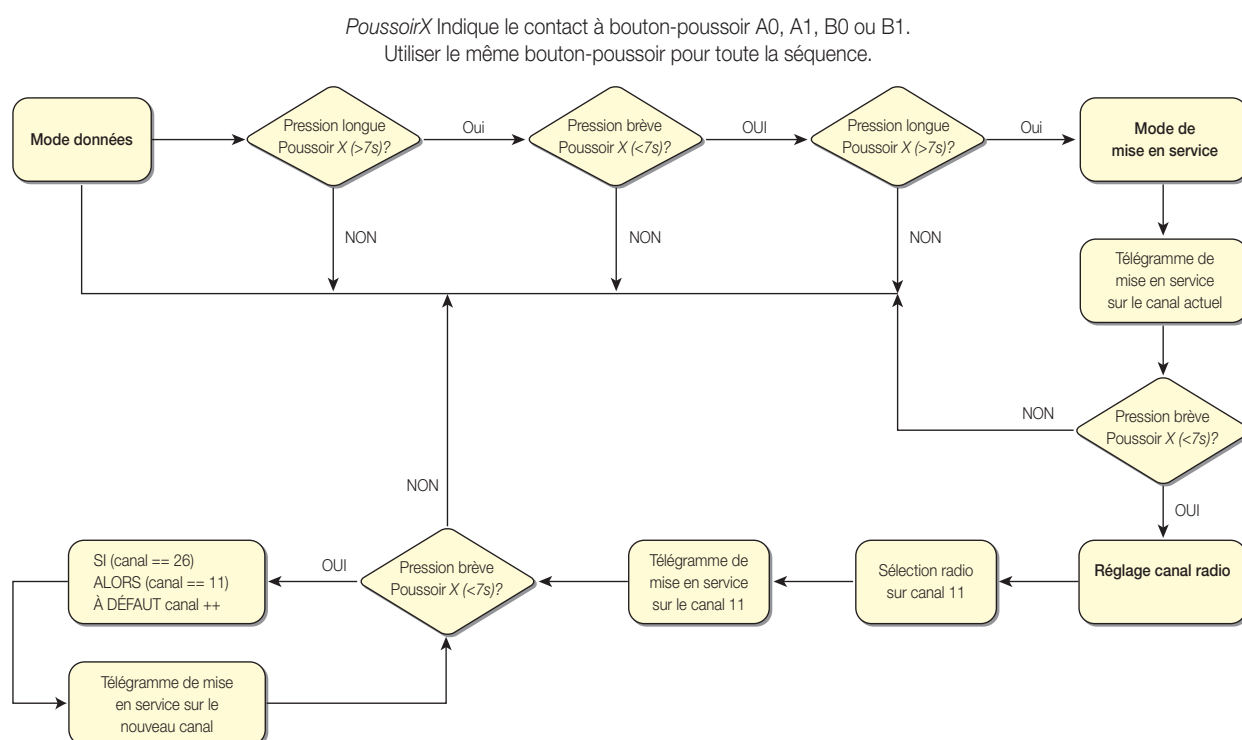 PoussoirX Indique le contact à bouton-poussoir A0, A1, B0 ou B1.
Utiliser le même bouton-poussoir pour toute la séquence.
Mode données
Pression longue
Poussoir X (>7s)?
Oui
Pression brève
Poussoir X (<7s)?
OUI
Pression longue
Poussoir X (>7s)?
Oui
Mode de
mise en service
NON
NON
NON
Télégramme de
mise en service
sur le canal actuel
NON
Pression brève
Poussoir X (<7s)?
OUI
NON
SI (canal == 26)
ALORS (canal == 11)
À DÉFAUT canal ++
OUI
Pression brève
Poussoir X (<7s)?
Télégramme de
mise en service
sur le canal 11
Sélection radio
sur canal 11
Réglage canal radio
Télégramme de mise
en service sur le
nouveau canal